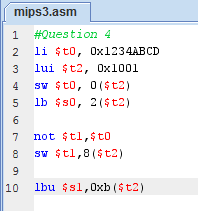 mips3.asm
1 #Question 4
2 li $t0, 0x1234ABCD
3 lui $t2, 0x1001
4 sw $t0, 0($t2)
5 lb $s0, 2($t2)
6
7 not $t1,$t0
8 sw $t1,8($t2)
9
10 lbu $s1,0xb($t2)